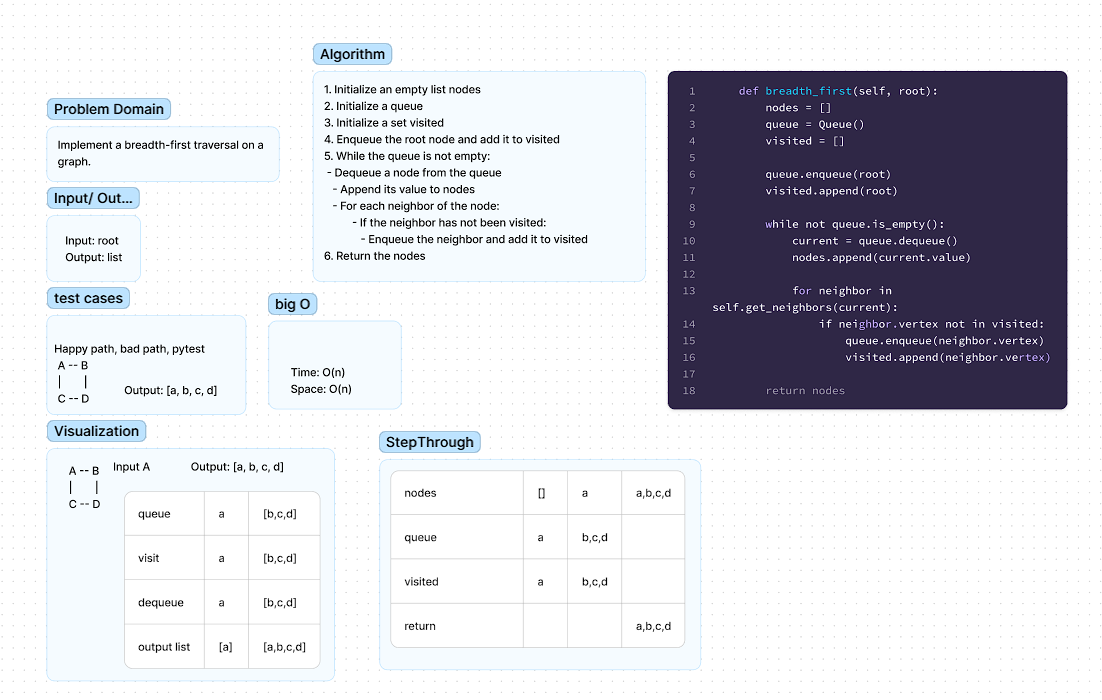 Problem Domain
Implement a breadth-first traversal on a
graph.
Input/ Out...
Input: root
Output: list
test cases
Happy path, bad path, pytest
A -- B
|      |
C -- D
Output: [a, b, c, d]
big O
Time: O(n)
Space: O(n)
Algorithm
1. Initialize an empty list nodes
2. Initialize a queue
3. Initialize a set visited
4. Enqueue the root node and add it to visited
5. While the queue is not empty:
- Dequeue a node from the queue
- Append its value to nodes
- For each neighbor of the node:
- If the neighbor has not been visited:
- Enqueue the neighbor and add it to visited
6. Return the nodes
1 def breadth_first(self, root):
2 nodes = []
3 queue = Queue()
4 visited = []
5
6 queue.enqueue(root)
7 visited.append(root)
8
9 while not queue.is_empty():
10 current = queue.dequeue()
11 nodes.append(current.value)
12
13 for neighbor in
self.get_neighbors(current):
14 if neighbor.vertex not in visited:
15 queue.enqueue(neighbor.vertex)
16 visited.append(neighbor.vertex)
17
18 return nodes
Visualization
A -- B
|      |
C -- D
Input A
Output: [a, b, c, d]
queue a [b,c,d]
visit a [b,c,d]
dequeue a [b,c,d]
output list [a] [a,b,c,d]
StepThrough
nodes [] a a,b,c,d
queue a b,c,d
visited a b,c,d
return a,b,c,d